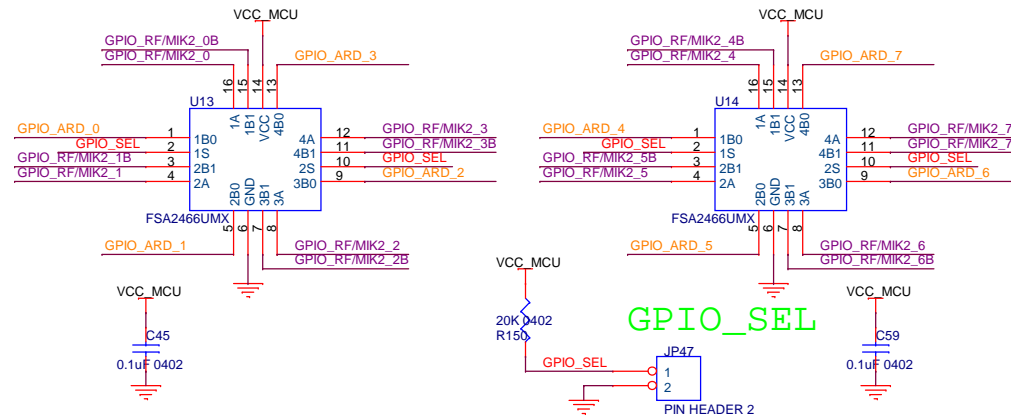 VCC_MCU
GPIO_RF/MIK2_0B
GPIO_RF/MIK2_0
GPIO_ARD_3
16
15
14
13
U13
1A
1B1
VCC
4B0
GPIO_ARD_0
1
1B0
GPIO_SEL
2
1S
GPIO_RF/MIK2_1B
3
2B1
GPIO_RF/MIK2_1
4
2A
4A
12
GPIO_RF/MIK2_3
4B1
11
GPIO_RF/MIK2_3B
2S
10
GPIO_SEL
3B0
9
GPIO_ARD_2
2B0
GND
3B1
3A
FSA2466UMX
5
6
7
8
GPIO_ARD_1
GPIO_RF/MIK2_2
GPIO_RF/MIK2_2B
VCC_MCU
GPIO_RF/MIK2_4B
GPIO_RF/MIK2_4
GPIO_ARD_7
16
15
14
13
U14
1A
1B1
VCC
4B0
GPIO_ARD_4
1
1B0
GPIO_SEL
2
1S
GPIO_RF/MIK2_5B
3
2B1
GPIO_RF/MIK2_5
4
2A
4A
12
GPIO_RF/MIK2_7
4B1
11
GPIO_RF/MIK2_7
2S
10
GPIO_SEL
3B0
9
GPIO_ARD_6
2B0
GND
3B1
3A
FSA2466UMX
5
6
7
8
GPIO_ARD_5
GPIO_RF/MIK2_6
GPIO_RF/MIK2_6B
VCC_MCU
C45
0.1uF 0402
VCC_MCU
20K 0402
R150
GPIO_SEL
GPIO_SEL
JP47
1
2
PIN HEADER 2
VCC_MCU
C59
0.1uF 0402